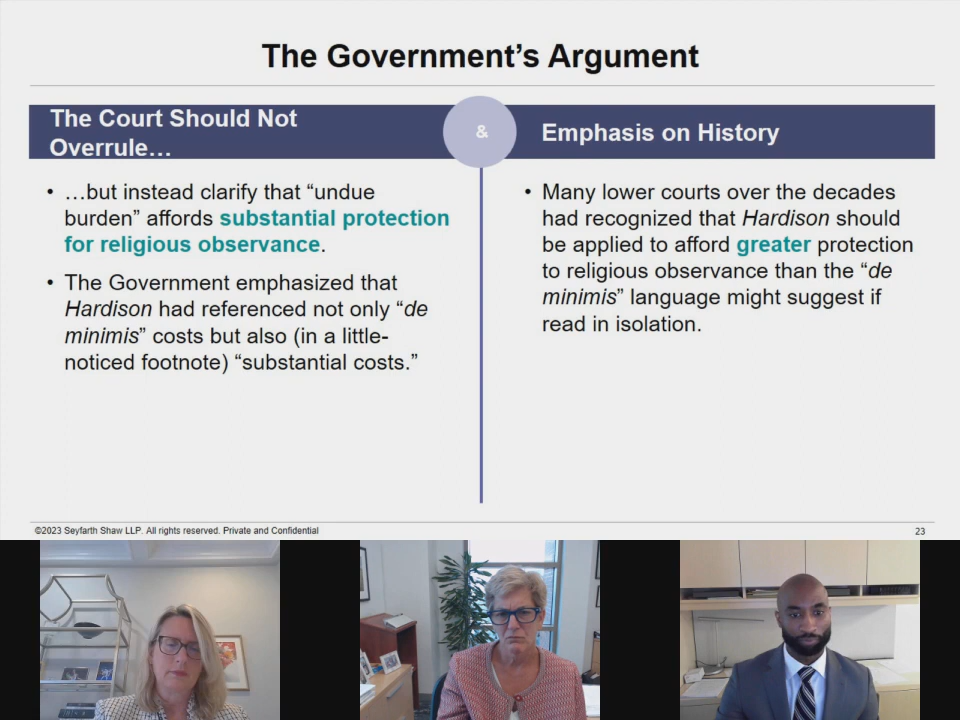 The Government’s Argument
The Court Should Not
Overrule…
&
Emphasis on History
• …but instead clarify that “undue
burden” affords substantial protection
for religious observance.
• The Government emphasized that
Hardison had referenced not only “de
minimis” costs but also (in a little-
noticed footnote) “substantial costs.”
• Many lower courts over the decades
had recognized that Hardison should
be applied to afford greater protection
to religious observance than the “de
minimis” language might suggest if
read in isolation.
©2023 Seyfarth Shaw LLP. All rights reserved. Private and Confidential
23